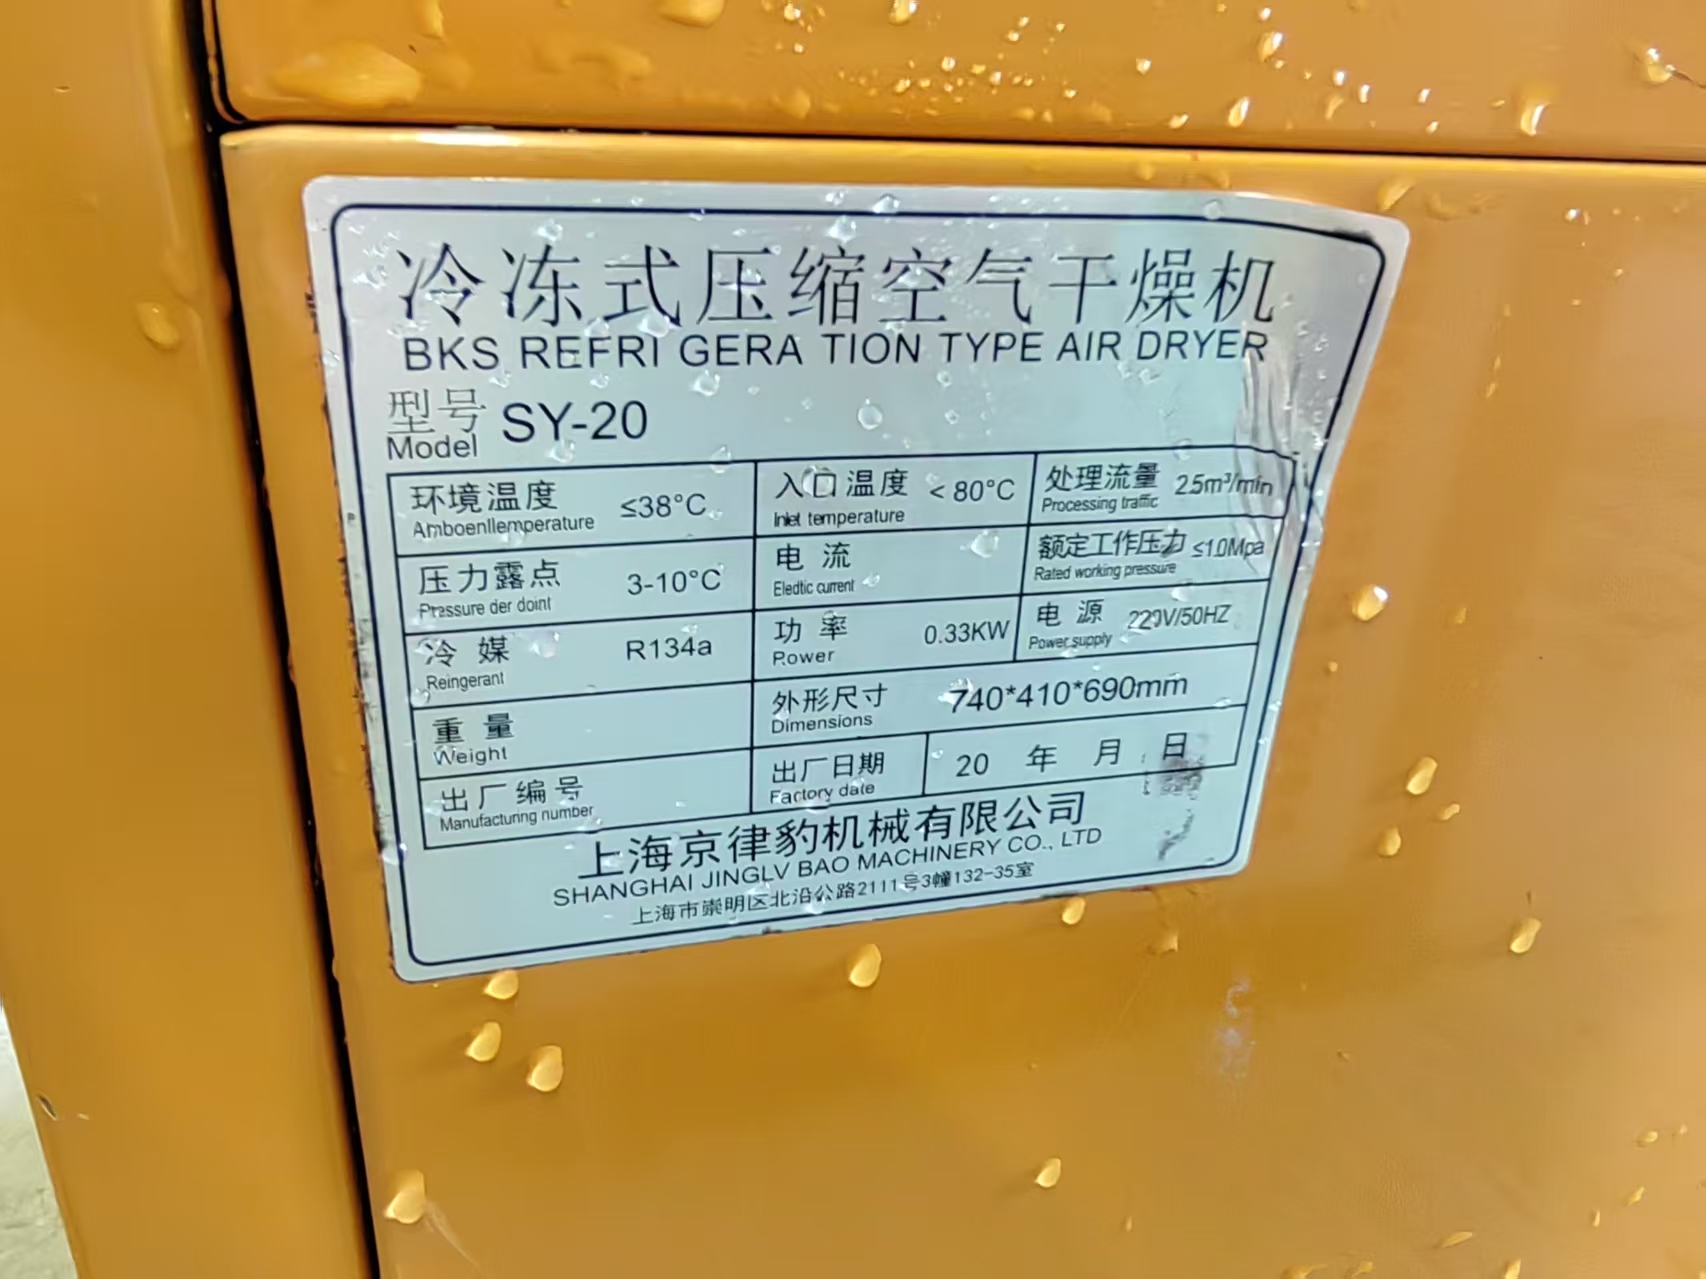 冷冻式压缩空气干燥机
BKS REFRI GERA TION TYPE AIR DRYER
型号 SY-20
Model
环境温度 ≤38°C 入口温度 < 80°C 处理流量 2.5m³/min
Amboenllemperature Inlet temperature Processing traffic
压力露点 3-10°C 电 流 额定工作压力 ≤1.0Mpa
Pressure der doint Eledtic current Rated working pressure
冷 媒 R134a 功 率 0.33KW 电 源 220V/50HZ
Reingerant Power Power supply
重 量 外形尺寸 740*410*690mm
Weight Dimensions
出厂编号 出厂日期 20 年 月 日
Manufacturing number Factory date
上海京律豹机械有限公司
SHANGHAI JINGLV BAO MACHINERY CO., LTD
上海市崇明区北沿公路2111号3幢132-35室